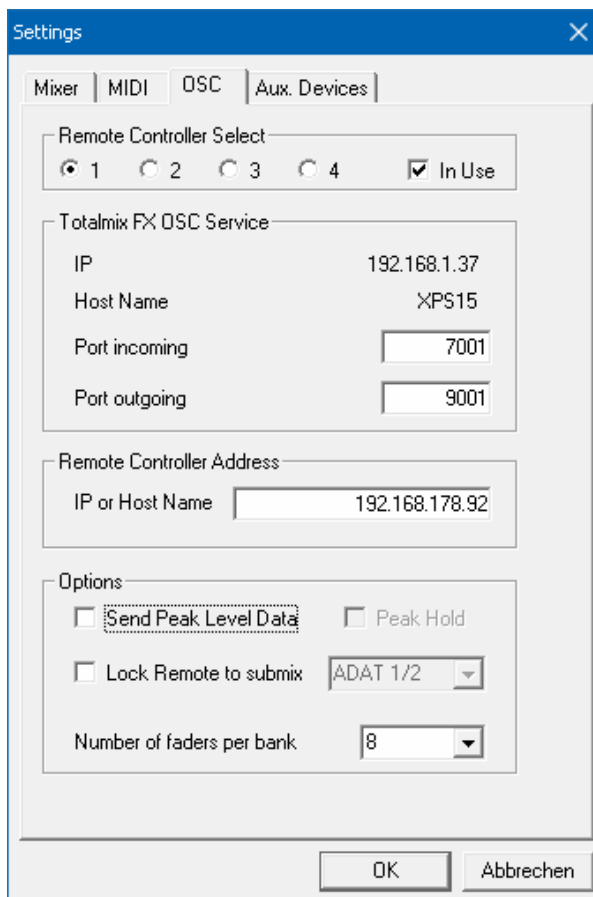 Settings
Mixer MIDI OSC Aux. Devices
Remote Controller Select
1 2 3 4 In Use
Totalmix FX OSC Service
IP 192.168.1.37
Host Name XPS15
Port incoming 7001
Port outgoing 9001
Remote Controller Address
IP or Host Name 192.168.178.92
Options
Send Peak Level Data Peak Hold
Lock Remote to submix ADAT 1/2
Number of faders per bank 8
OK Abbrechen